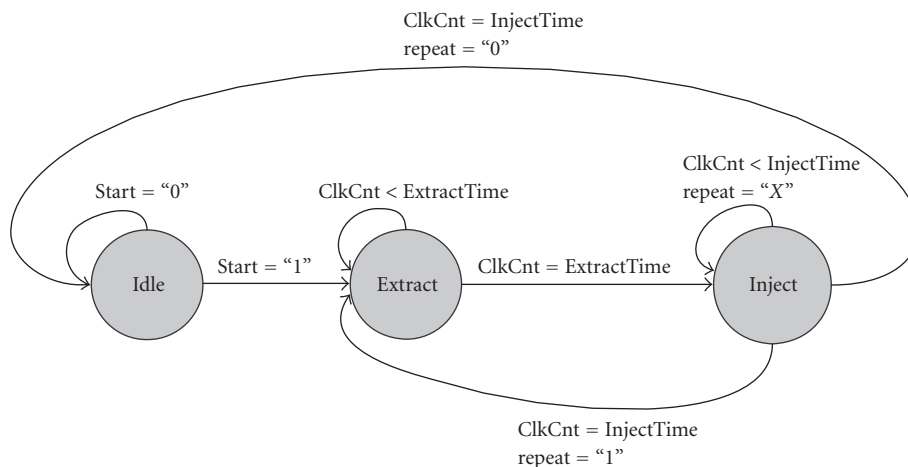 ClkCnt = InjectTime
repeat = “0”
Start = “0”
ClkCnt < ExtractTime
ClkCnt < InjectTime
repeat = “X”
Idle
Start = “1”
Extract
ClkCnt = ExtractTime
Inject
ClkCnt = InjectTime
repeat = “1”